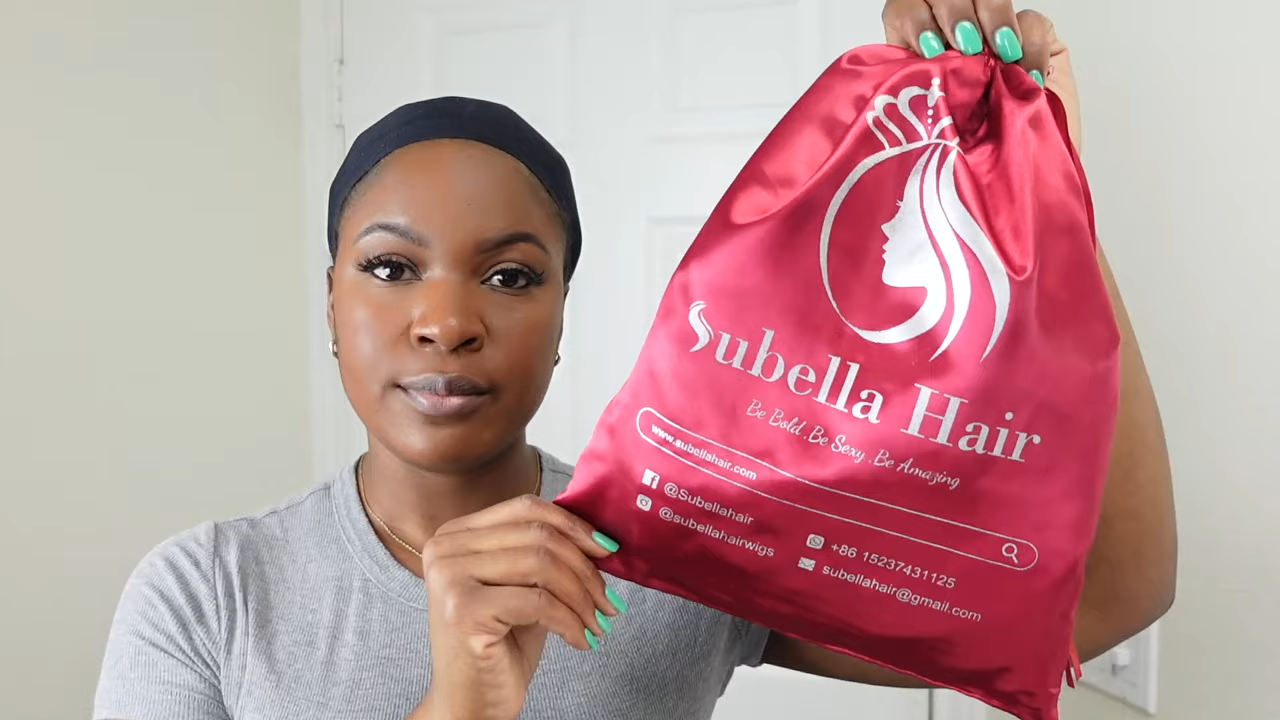 Subella Hair
Be Bold .Be Sexy .Be Amazing
www.subellahair.com
@Subellahair
@subellahairwigs
+86 15237431125
subellahair@gmail.com